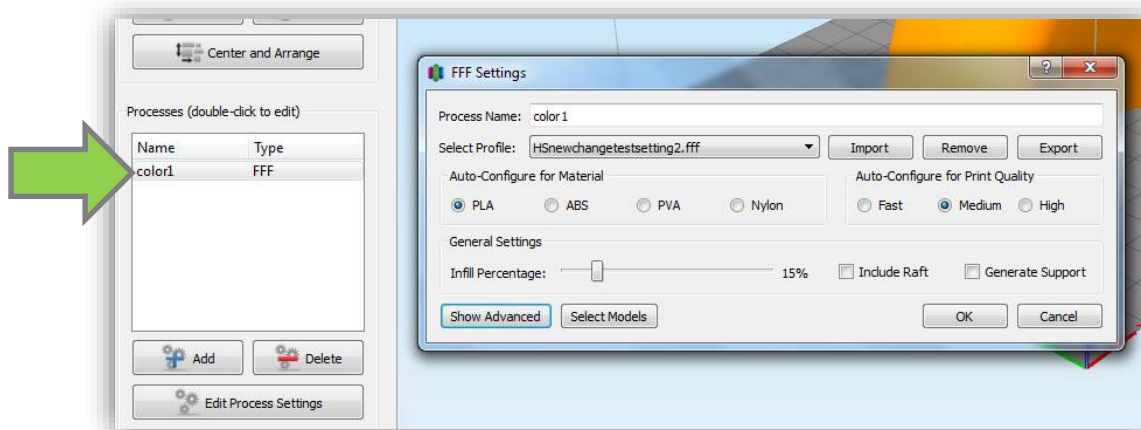 Center and Arrange
Processes (double-click to edit)
Name Type
color1 FFF
Add Delete
Edit Process Settings
FFF Settings
Process Name: color1
Select Profile: HSnewchangetestsetting2.fff Import Remove Export
Auto-Configure for Material Auto-Configure for Print Quality
PLA ABS PVA Nylon Fast Medium High
General Settings
Infill Percentage: 15% Include Raft Generate Support
Show Advanced Select Models OK Cancel